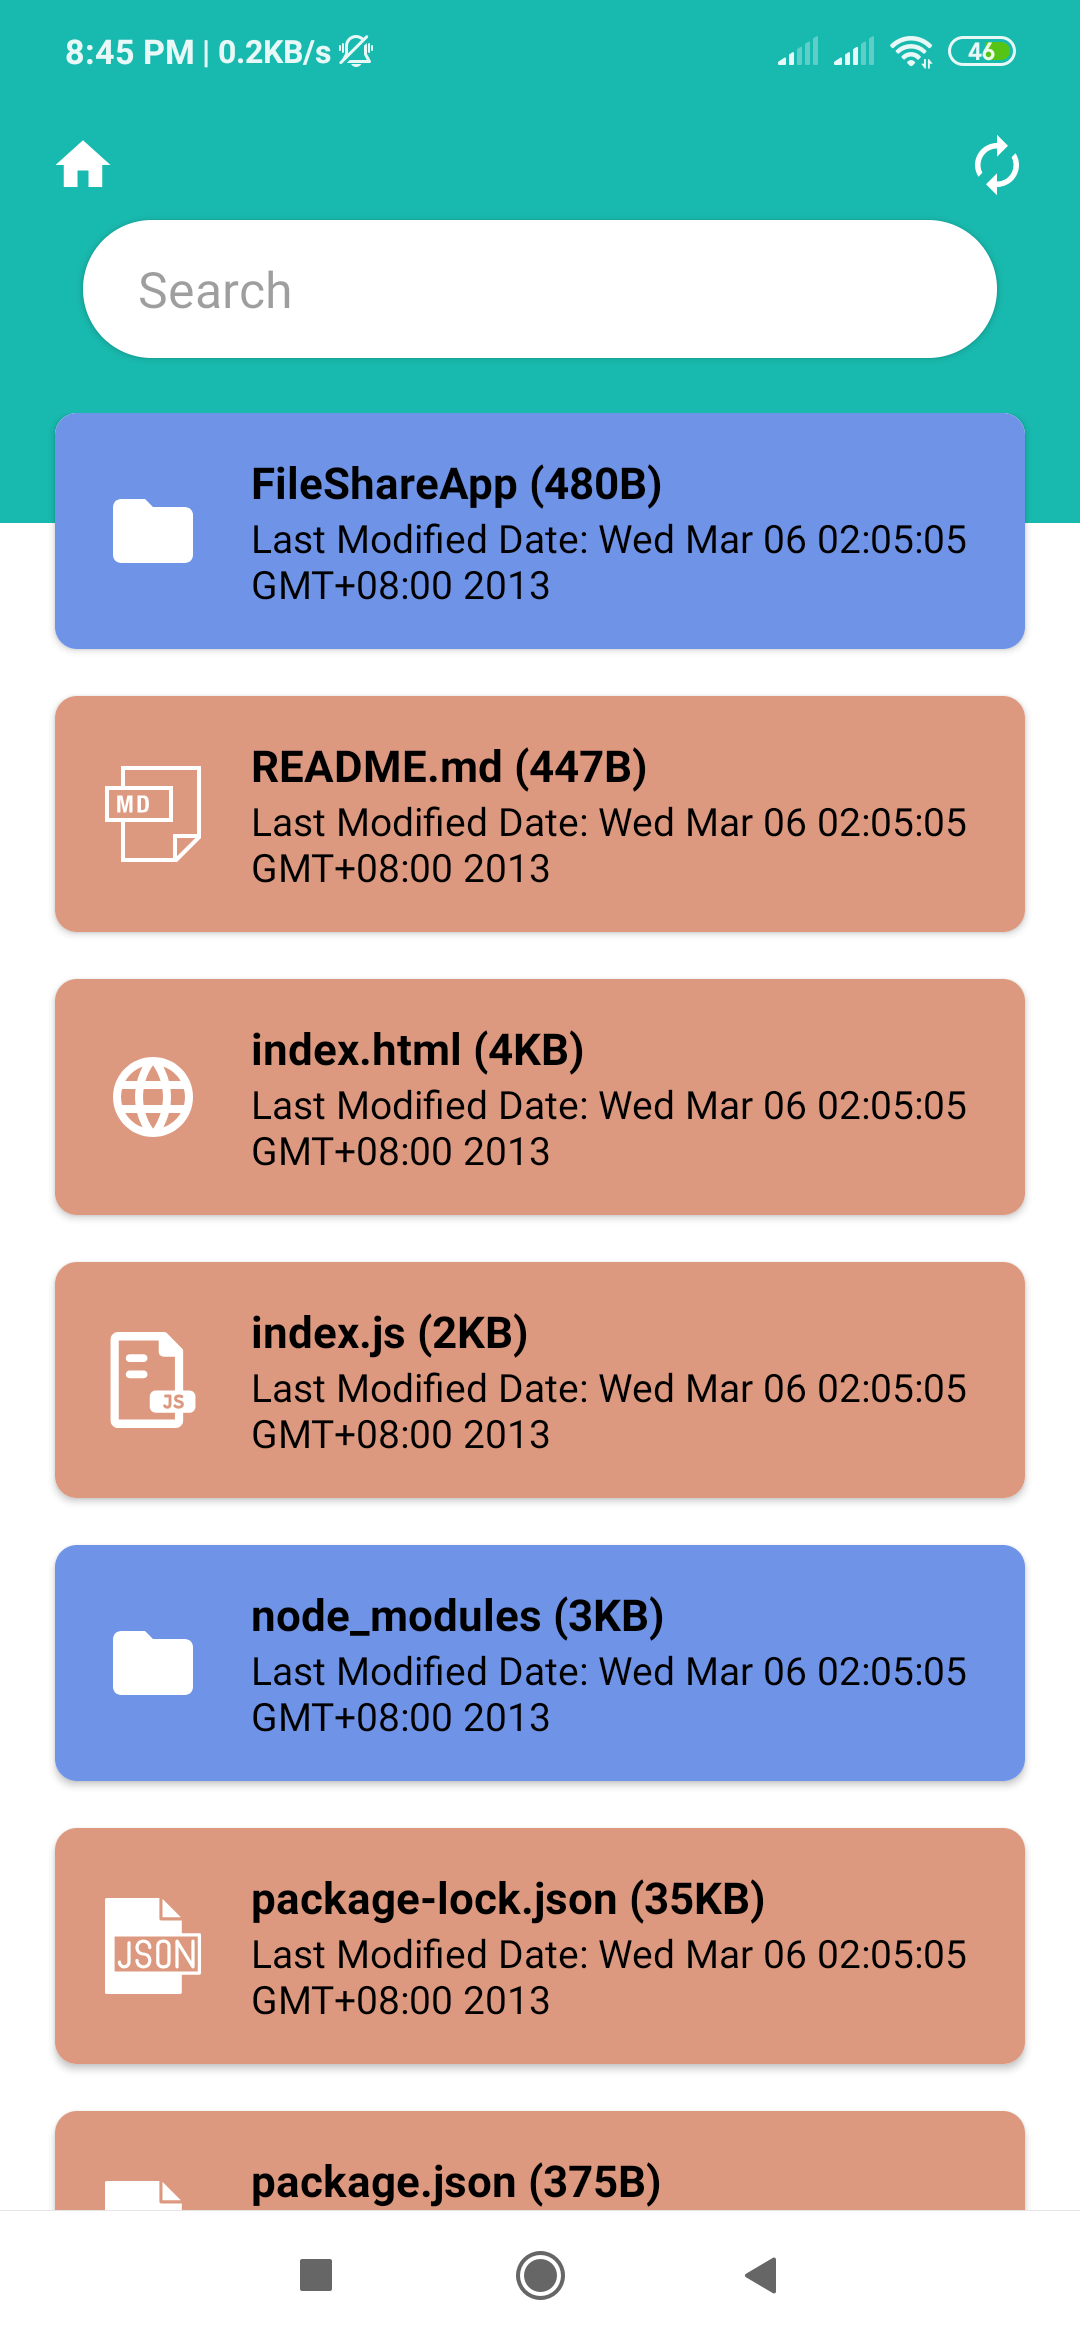 8:45 PM | 0.2KB/s
46
Search
FileShareApp (480B)
Last Modified Date: Wed Mar 06 02:05:05
GMT+08:00 2013
README.md (447B)
MD
Last Modified Date: Wed Mar 06 02:05:05
GMT+08:00 2013
index.html (4KB)
Last Modified Date: Wed Mar 06 02:05:05
GMT+08:00 2013
index.js (2KB)
Last Modified Date: Wed Mar 06 02:05:05
JS
GMT+08:00 2013
node_modules (3KB)
Last Modified Date: Wed Mar 06 02:05:05
GMT+08:00 2013
package-lock.json (35KB)
JSON
Last Modified Date: Wed Mar 06 02:05:05
GMT+08:00 2013
package.json (375B)